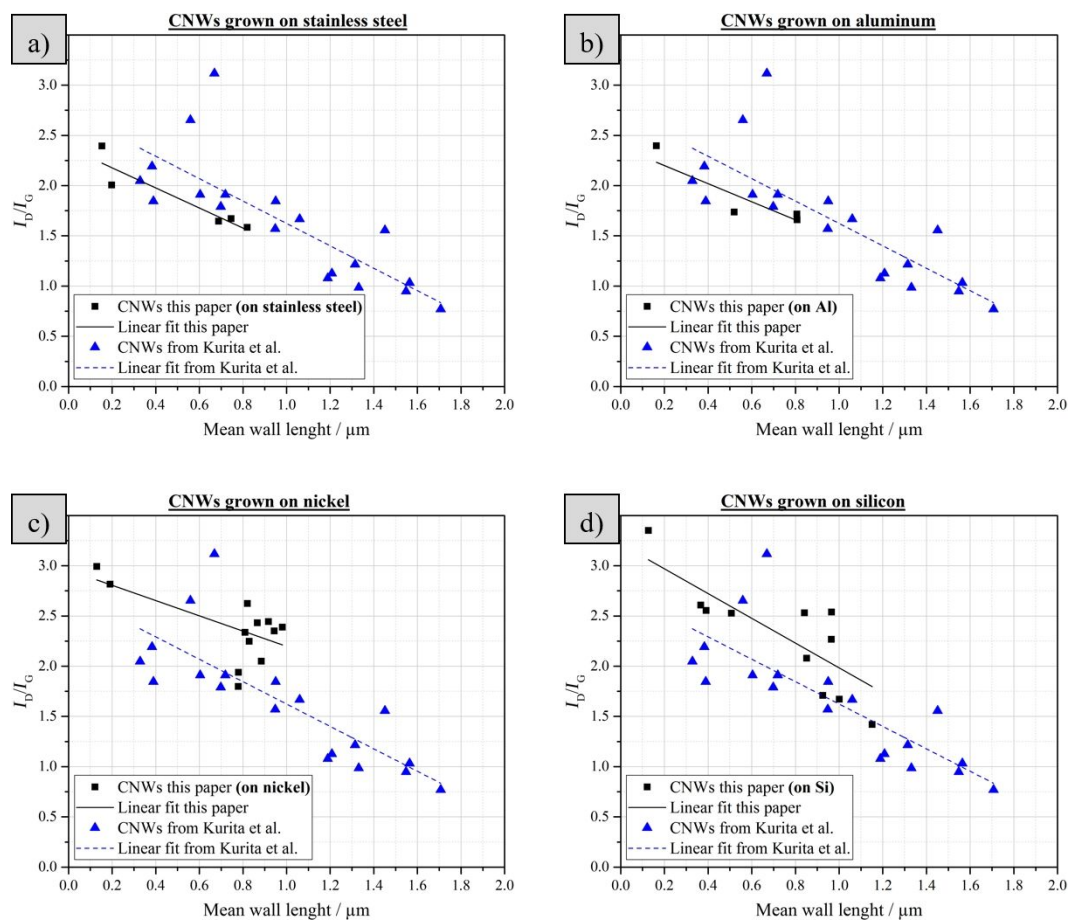 a)
CNWs grown on stainless steel
3.0
2.5
2.0
1.5
1.0
0.5
0.0
I_D/I_G
CNWs this paper (on stainless steel)
Linear fit this paper
CNWs from Kurita et al.
Linear fit from Kurita et al.
0.0 0.2 0.4 0.6 0.8 1.0 1.2 1.4 1.6 1.8 2.0
Mean wall lenght / µm
b)
CNWs grown on aluminum
3.0
2.5
2.0
1.5
1.0
0.5
0.0
I_D/I_G
CNWs this paper (on Al)
Linear fit this paper
CNWs from Kurita et al.
Linear fit from Kurita et al.
0.0 0.2 0.4 0.6 0.8 1.0 1.2 1.4 1.6 1.8 2.0
Mean wall lenght / µm
c)
CNWs grown on nickel
3.0
2.5
2.0
1.5
1.0
0.5
0.0
I_D/I_G
CNWs this paper (on nickel)
Linear fit this paper
CNWs from Kurita et al.
Linear fit from Kurita et al.
0.0 0.2 0.4 0.6 0.8 1.0 1.2 1.4 1.6 1.8 2.0
Mean wall lenght / µm
d)
CNWs grown on silicon
3.0
2.5
2.0
1.5
1.0
0.5
0.0
I_D/I_G
CNWs this paper (on Si)
Linear fit this paper
CNWs from Kurita et al.
Linear fit from Kurita et al.
0.0 0.2 0.4 0.6 0.8 1.0 1.2 1.4 1.6 1.8 2.0
Mean wall lenght / µm